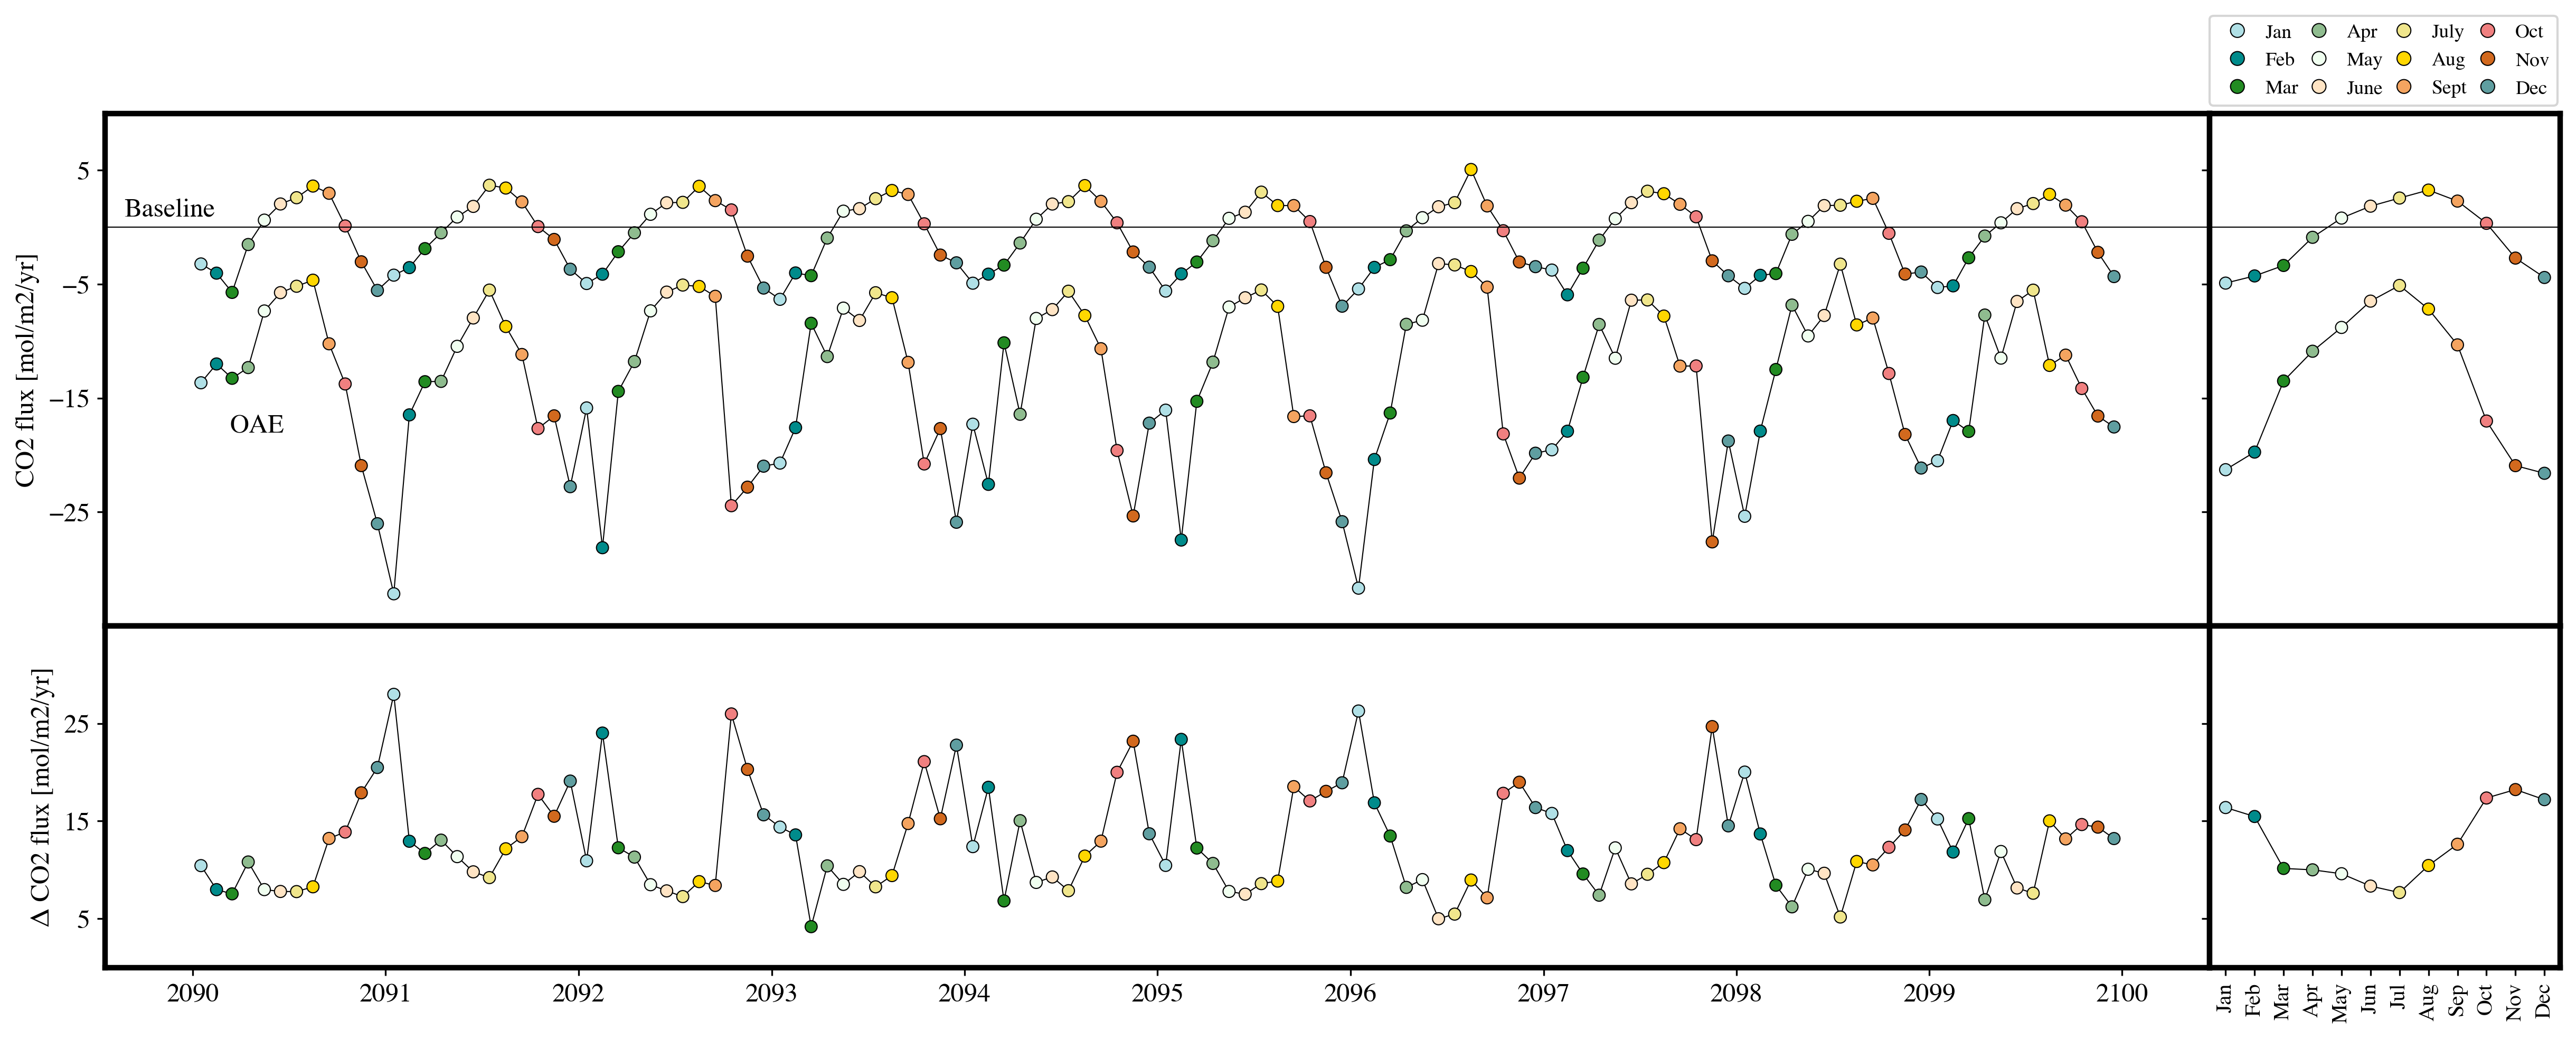 Jan Apr July Oct
Feb May Aug Nov
Mar June Sept Dec
CO2 flux [mol/m2/yr]
5
−5
−15
−25
Baseline
OAE
Δ CO2 flux [mol/m2/yr]
25
15
5
2090 2091 2092 2093 2094 2095 2096 2097 2098 2099 2100
Jan Feb Mar Apr May Jun Jul Aug Sep Oct Nov Dec